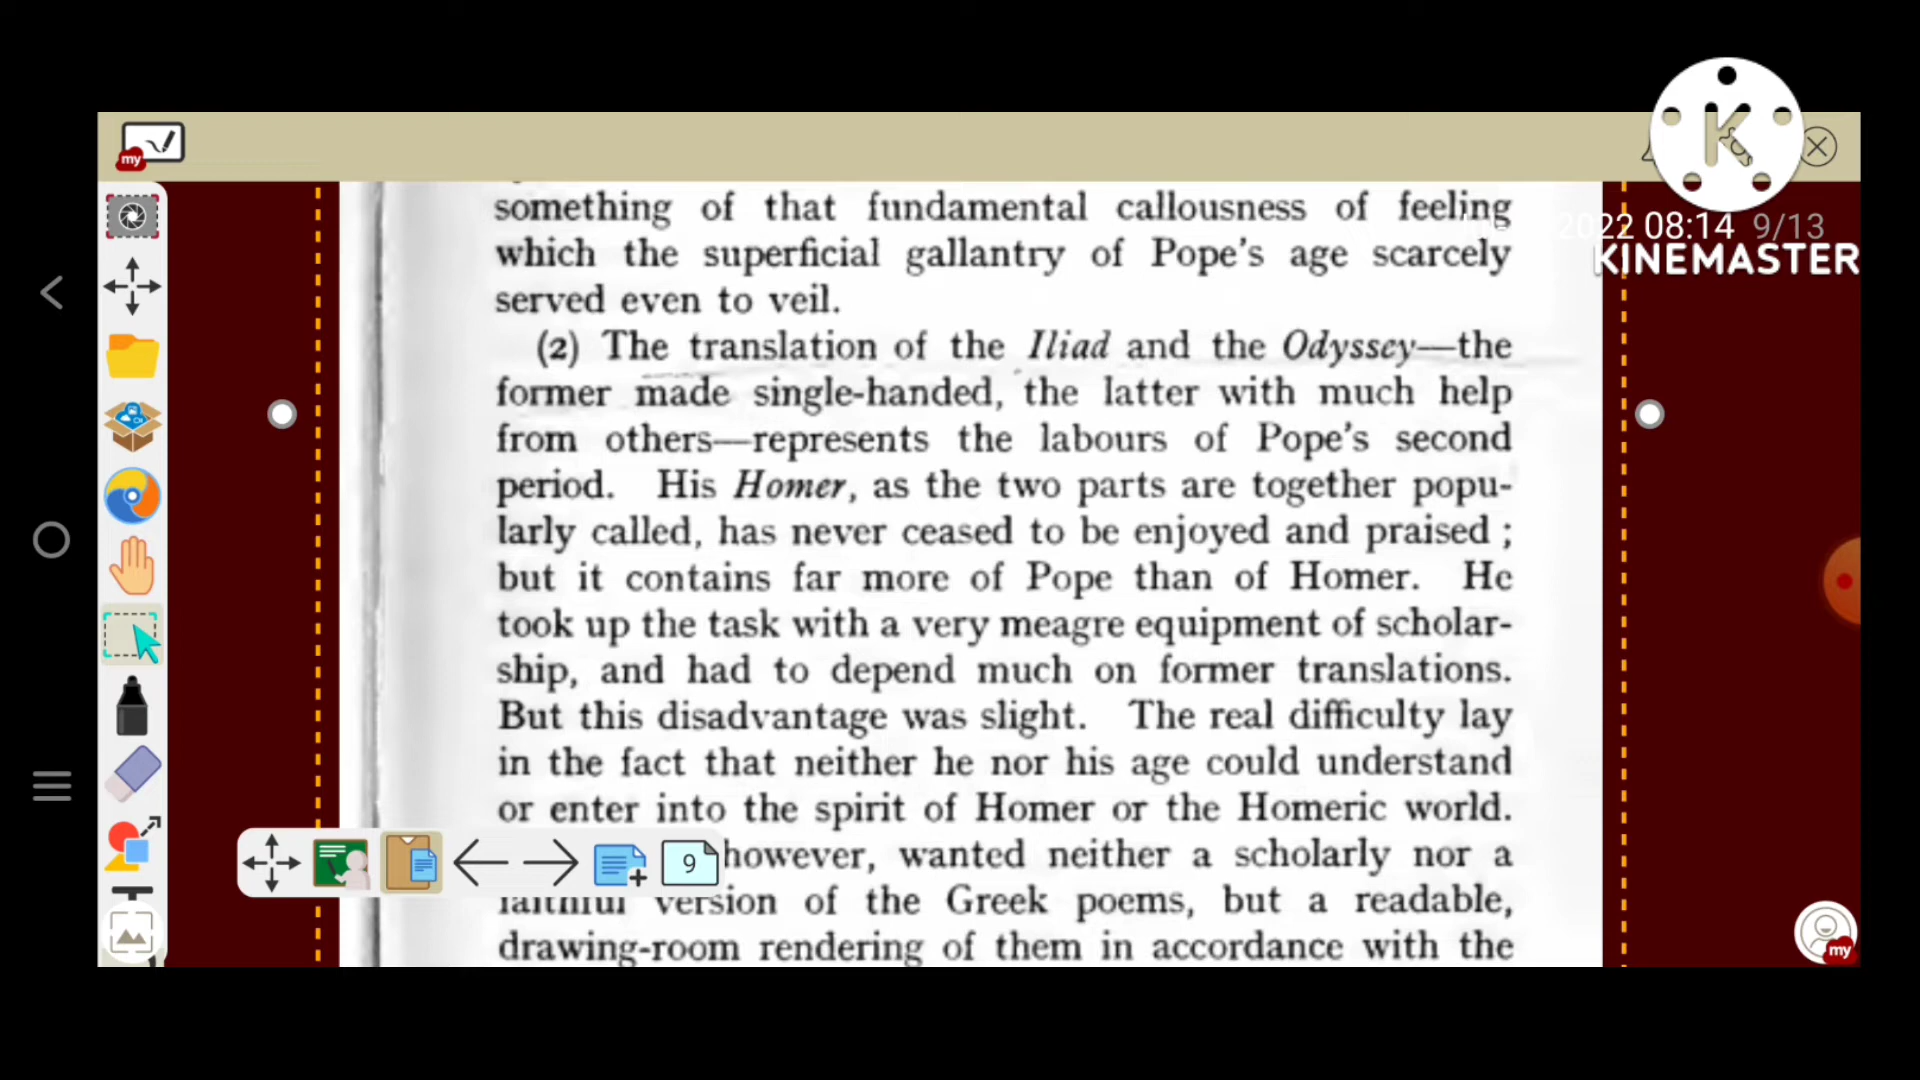 my
2022 08:14 9/13
KINEMASTER
something of that fundamental callousness of feeling
which the superficial gallantry of Pope's age scarcely
served even to veil.
(2) The translation of the Iliad and the Odyssey—the
former made single-handed, the latter with much help
from others—represents the labours of Pope's second
period. His Homer, as the two parts are together popu-
larly called, has never ceased to be enjoyed and praised ;
but it contains far more of Pope than of Homer. He
took up the task with a very meagre equipment of scholar-
ship, and had to depend much on former translations.
But this disadvantage was slight. The real difficulty lay
in the fact that neither he nor his age could understand
or enter into the spirit of Homer or the Homeric world.
9
however, wanted neither a scholarly nor a
faithful version of the Greek poems, but a readable,
drawing-room rendering of them in accordance with the
my